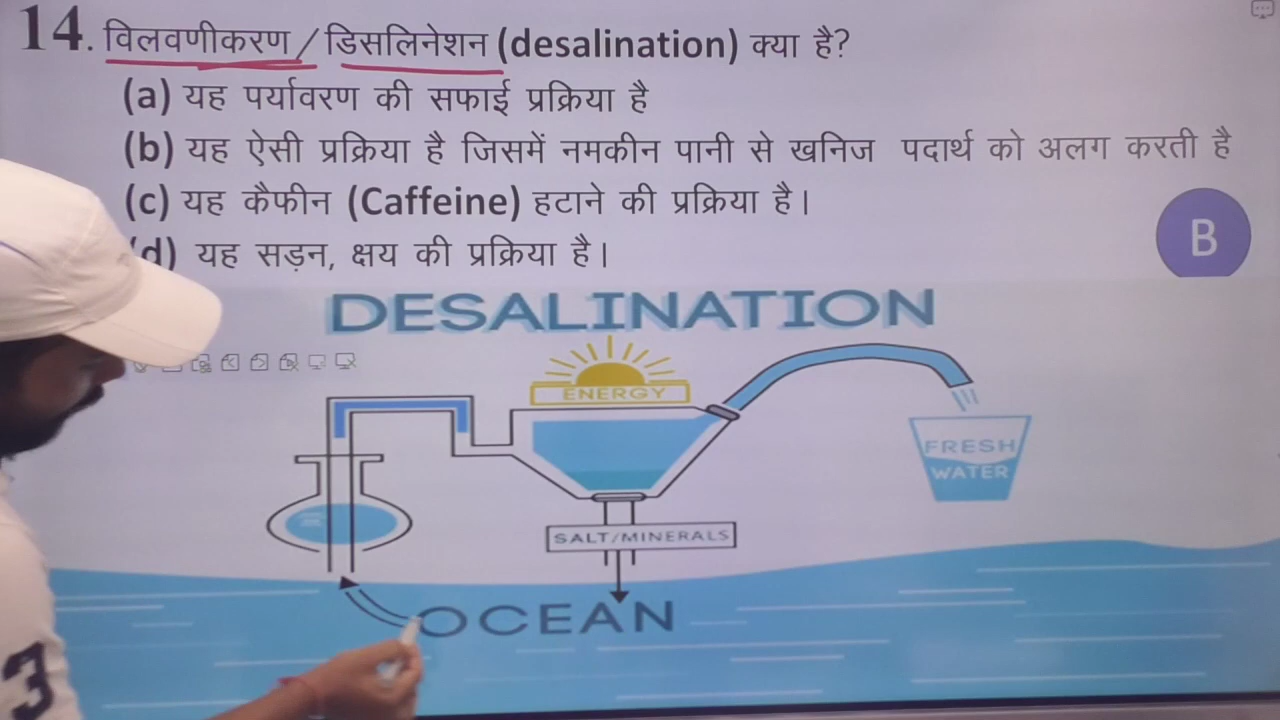 14. विलवणीकरण / डिसलिनेशन (desalination) क्या है?
(a) यह पर्यावरण की सफाई प्रक्रिया है
(b) यह ऐसी प्रक्रिया है जिसमें नमकीन पानी से खनिज पदार्थ को अलग करती है
(c) यह कैफीन (Caffeine) हटाने की प्रक्रिया है।
(d) यह सड़न, क्षय की प्रक्रिया है।
B
DESALINATION
ENERGY
FRESH
WATER
SALT/MINERALS
OCEAN
3